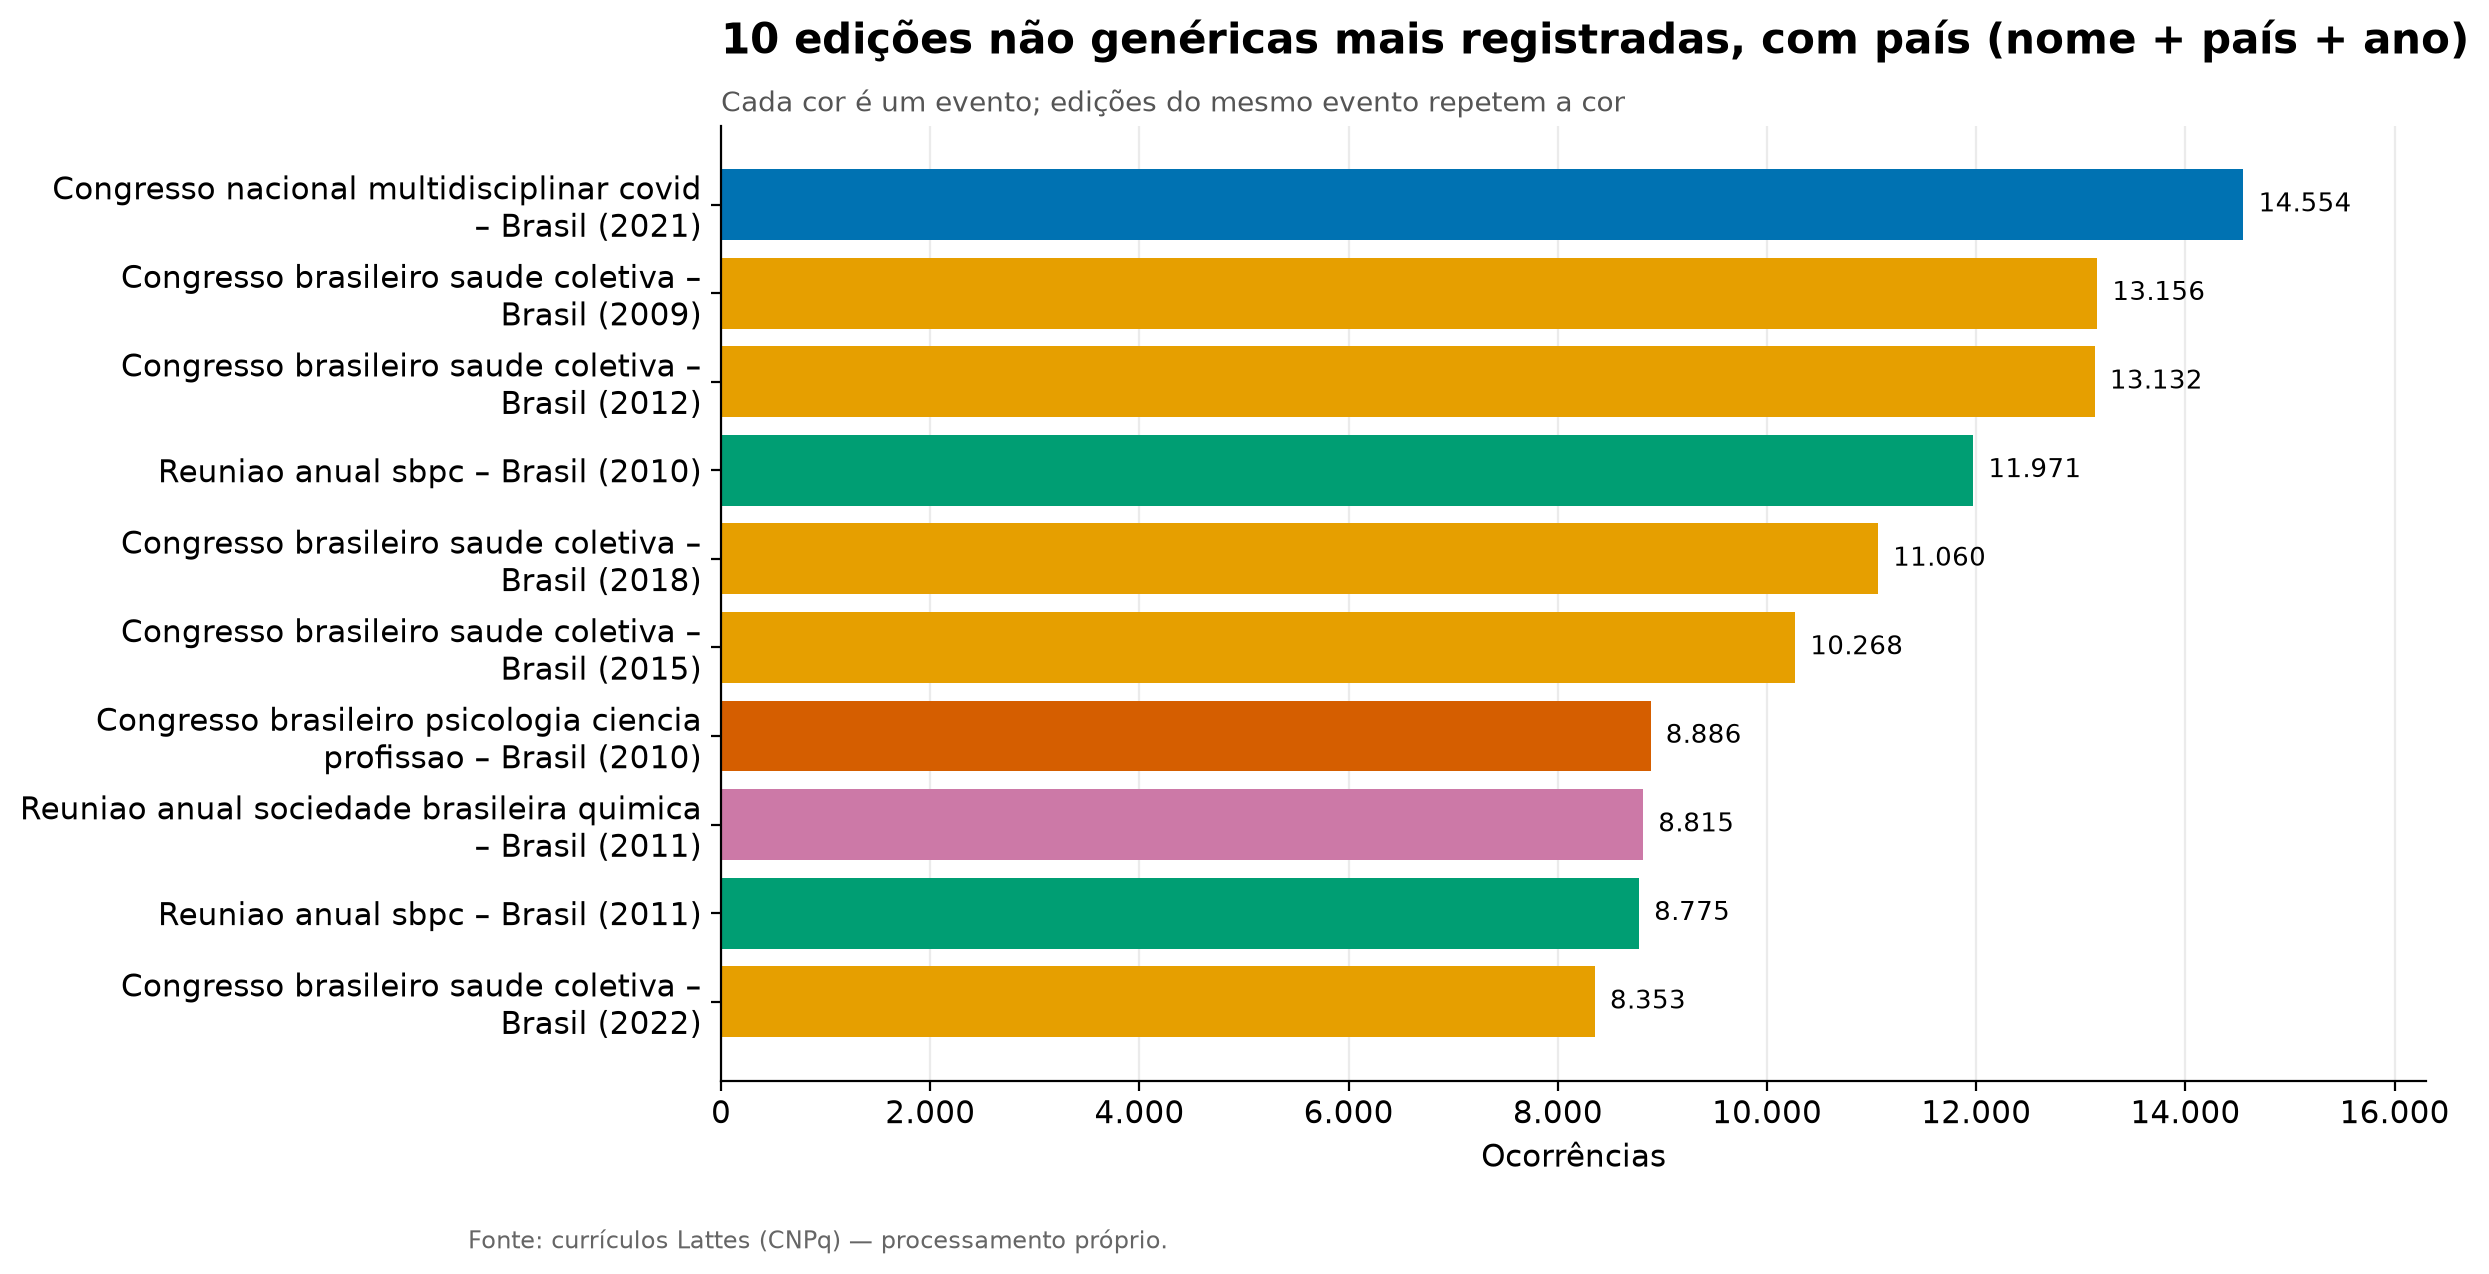 10 edições não genéricas mais registradas, com país (nome + país + ano)
Cada cor é um evento; edições do mesmo evento repetem a cor
Congresso nacional multidisciplinar covid
– Brasil (2021)
14.554
Congresso brasileiro saude coletiva –
Brasil (2009)
13.156
Congresso brasileiro saude coletiva –
Brasil (2012)
13.132
Reuniao anual sbpc – Brasil (2010)
11.971
Congresso brasileiro saude coletiva –
Brasil (2018)
11.060
Congresso brasileiro saude coletiva –
Brasil (2015)
10.268
Congresso brasileiro psicologia ciencia
profissao – Brasil (2010)
8.886
Reuniao anual sociedade brasileira quimica
– Brasil (2011)
8.815
Reuniao anual sbpc – Brasil (2011)
8.775
Congresso brasileiro saude coletiva –
Brasil (2022)
8.353
0 2.000 4.000 6.000 8.000 10.000 12.000 14.000 16.000
Ocorrências
Fonte: currículos Lattes (CNPq) — processamento próprio.